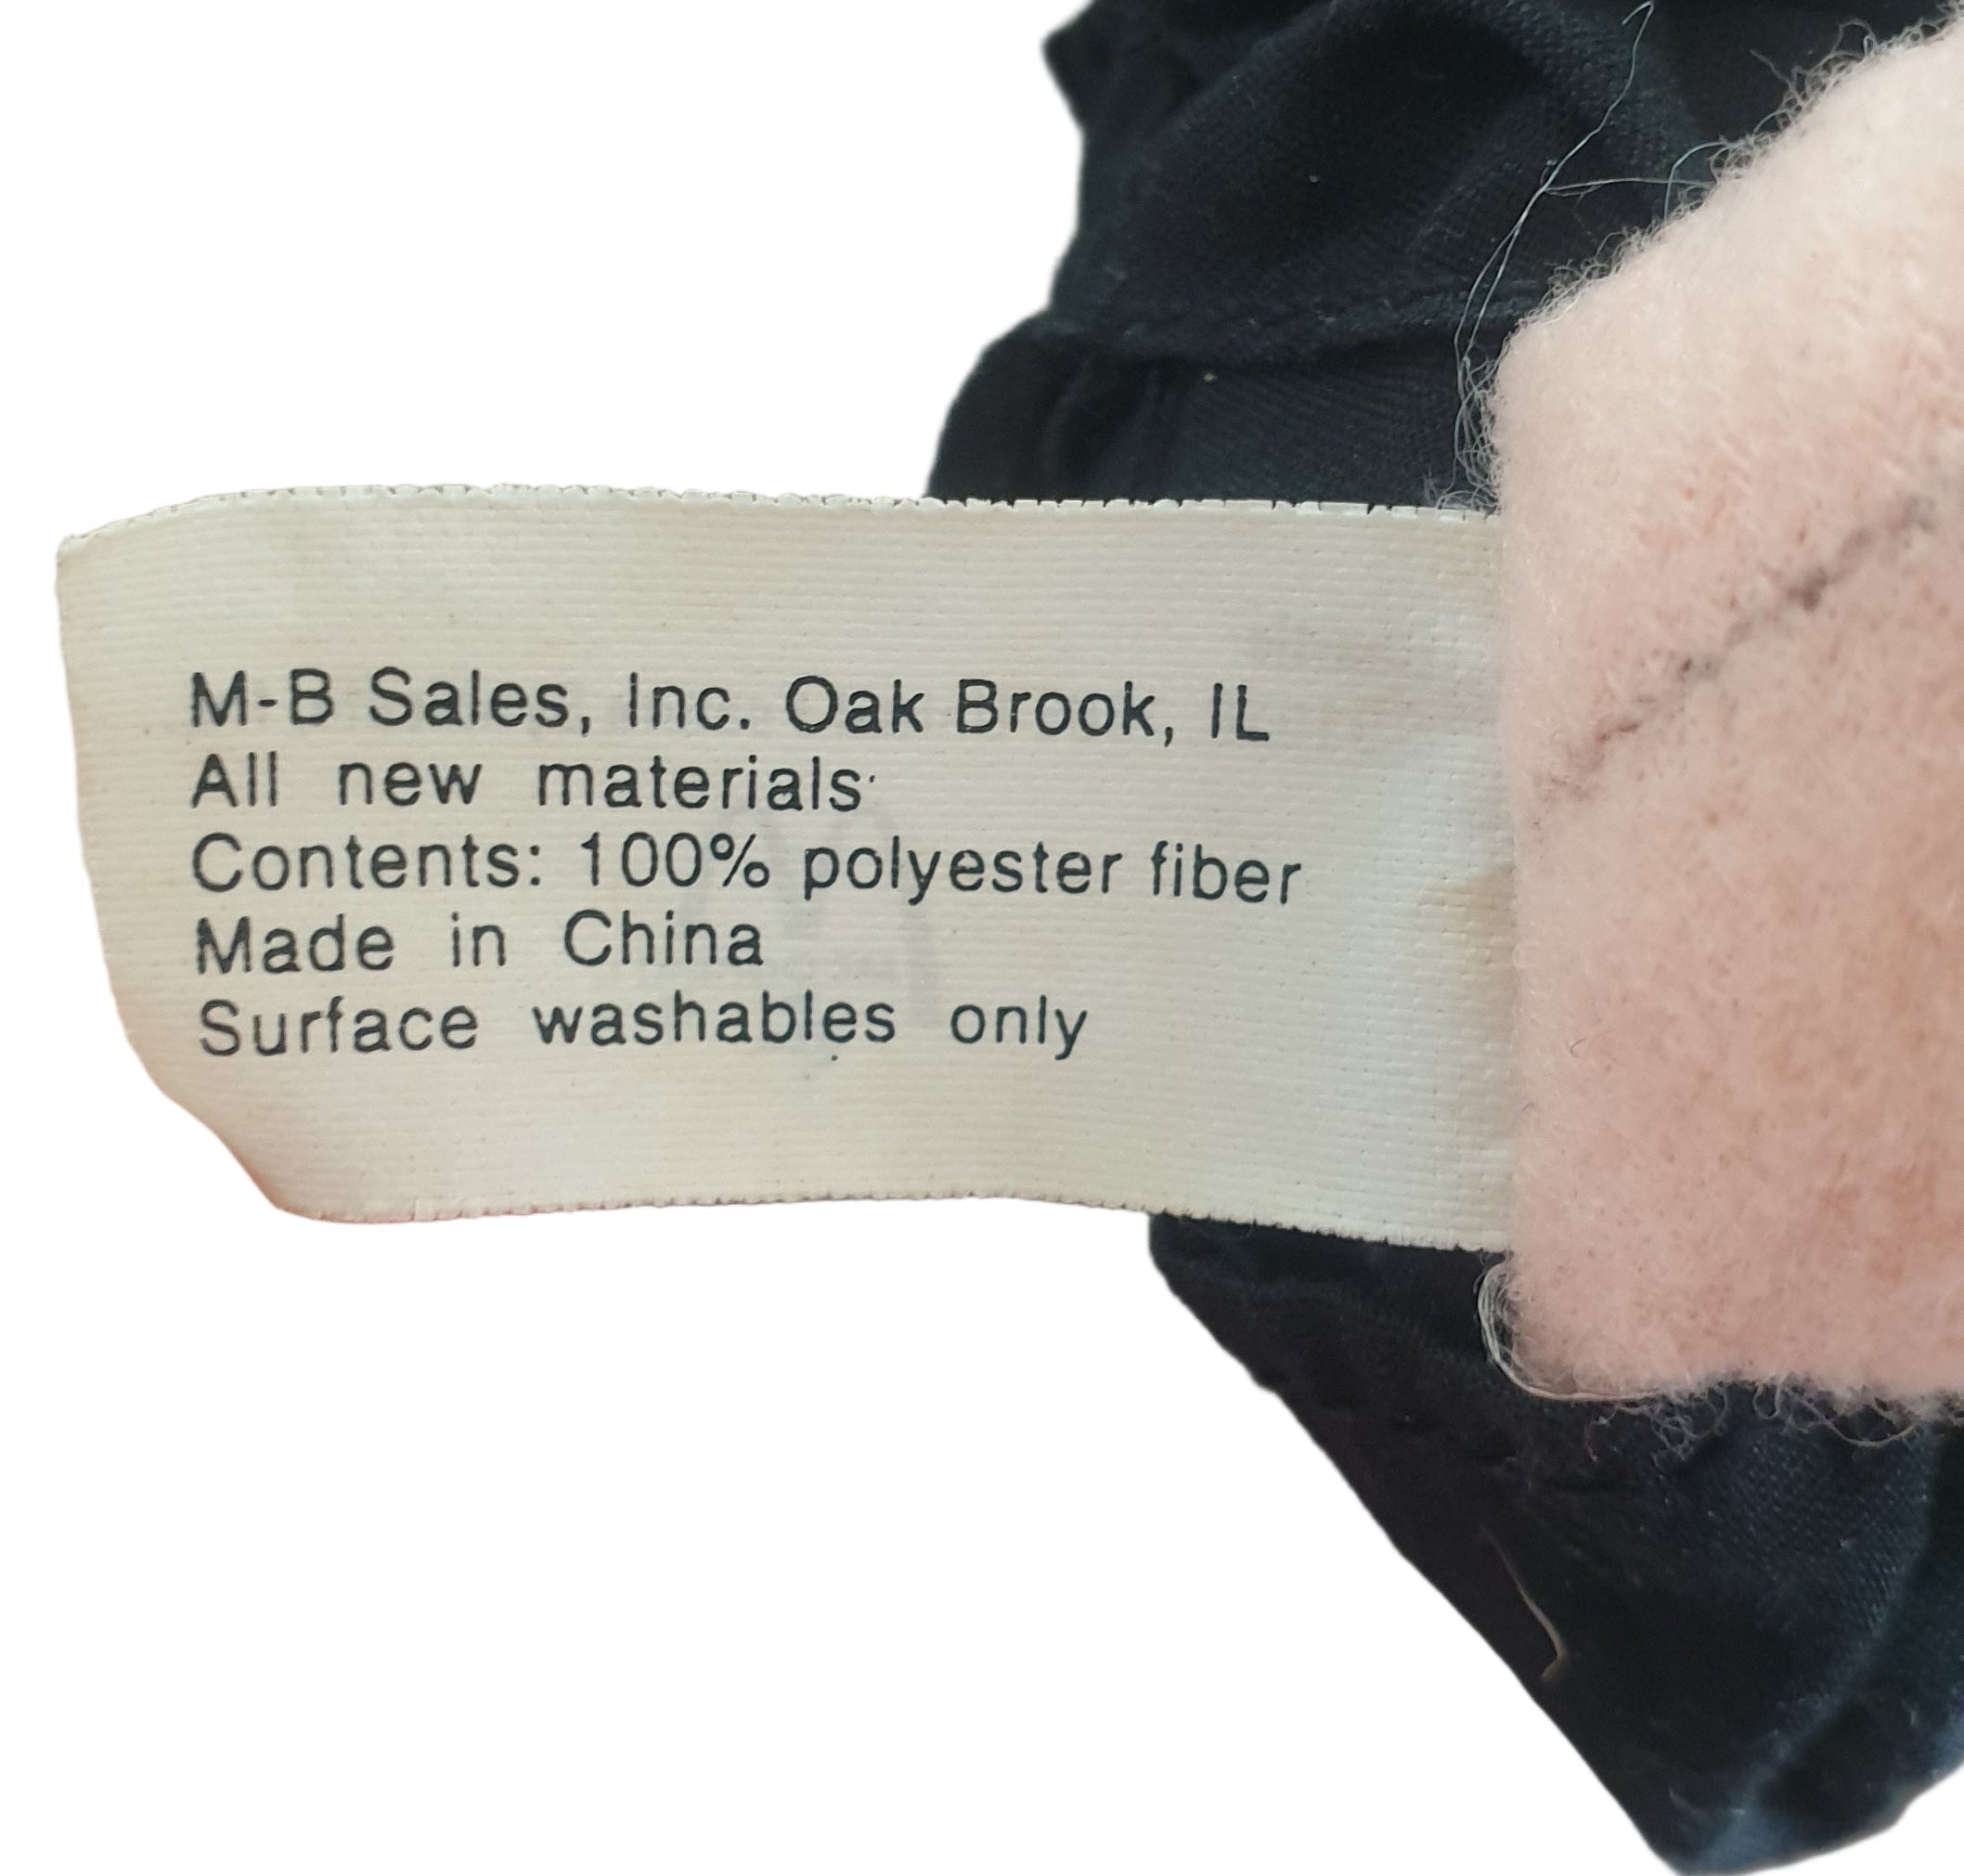 M-B Sales, Inc. Oak Brook, IL
All new materials
Contents: 100% polyester fiber
Made in China
Surface washables only